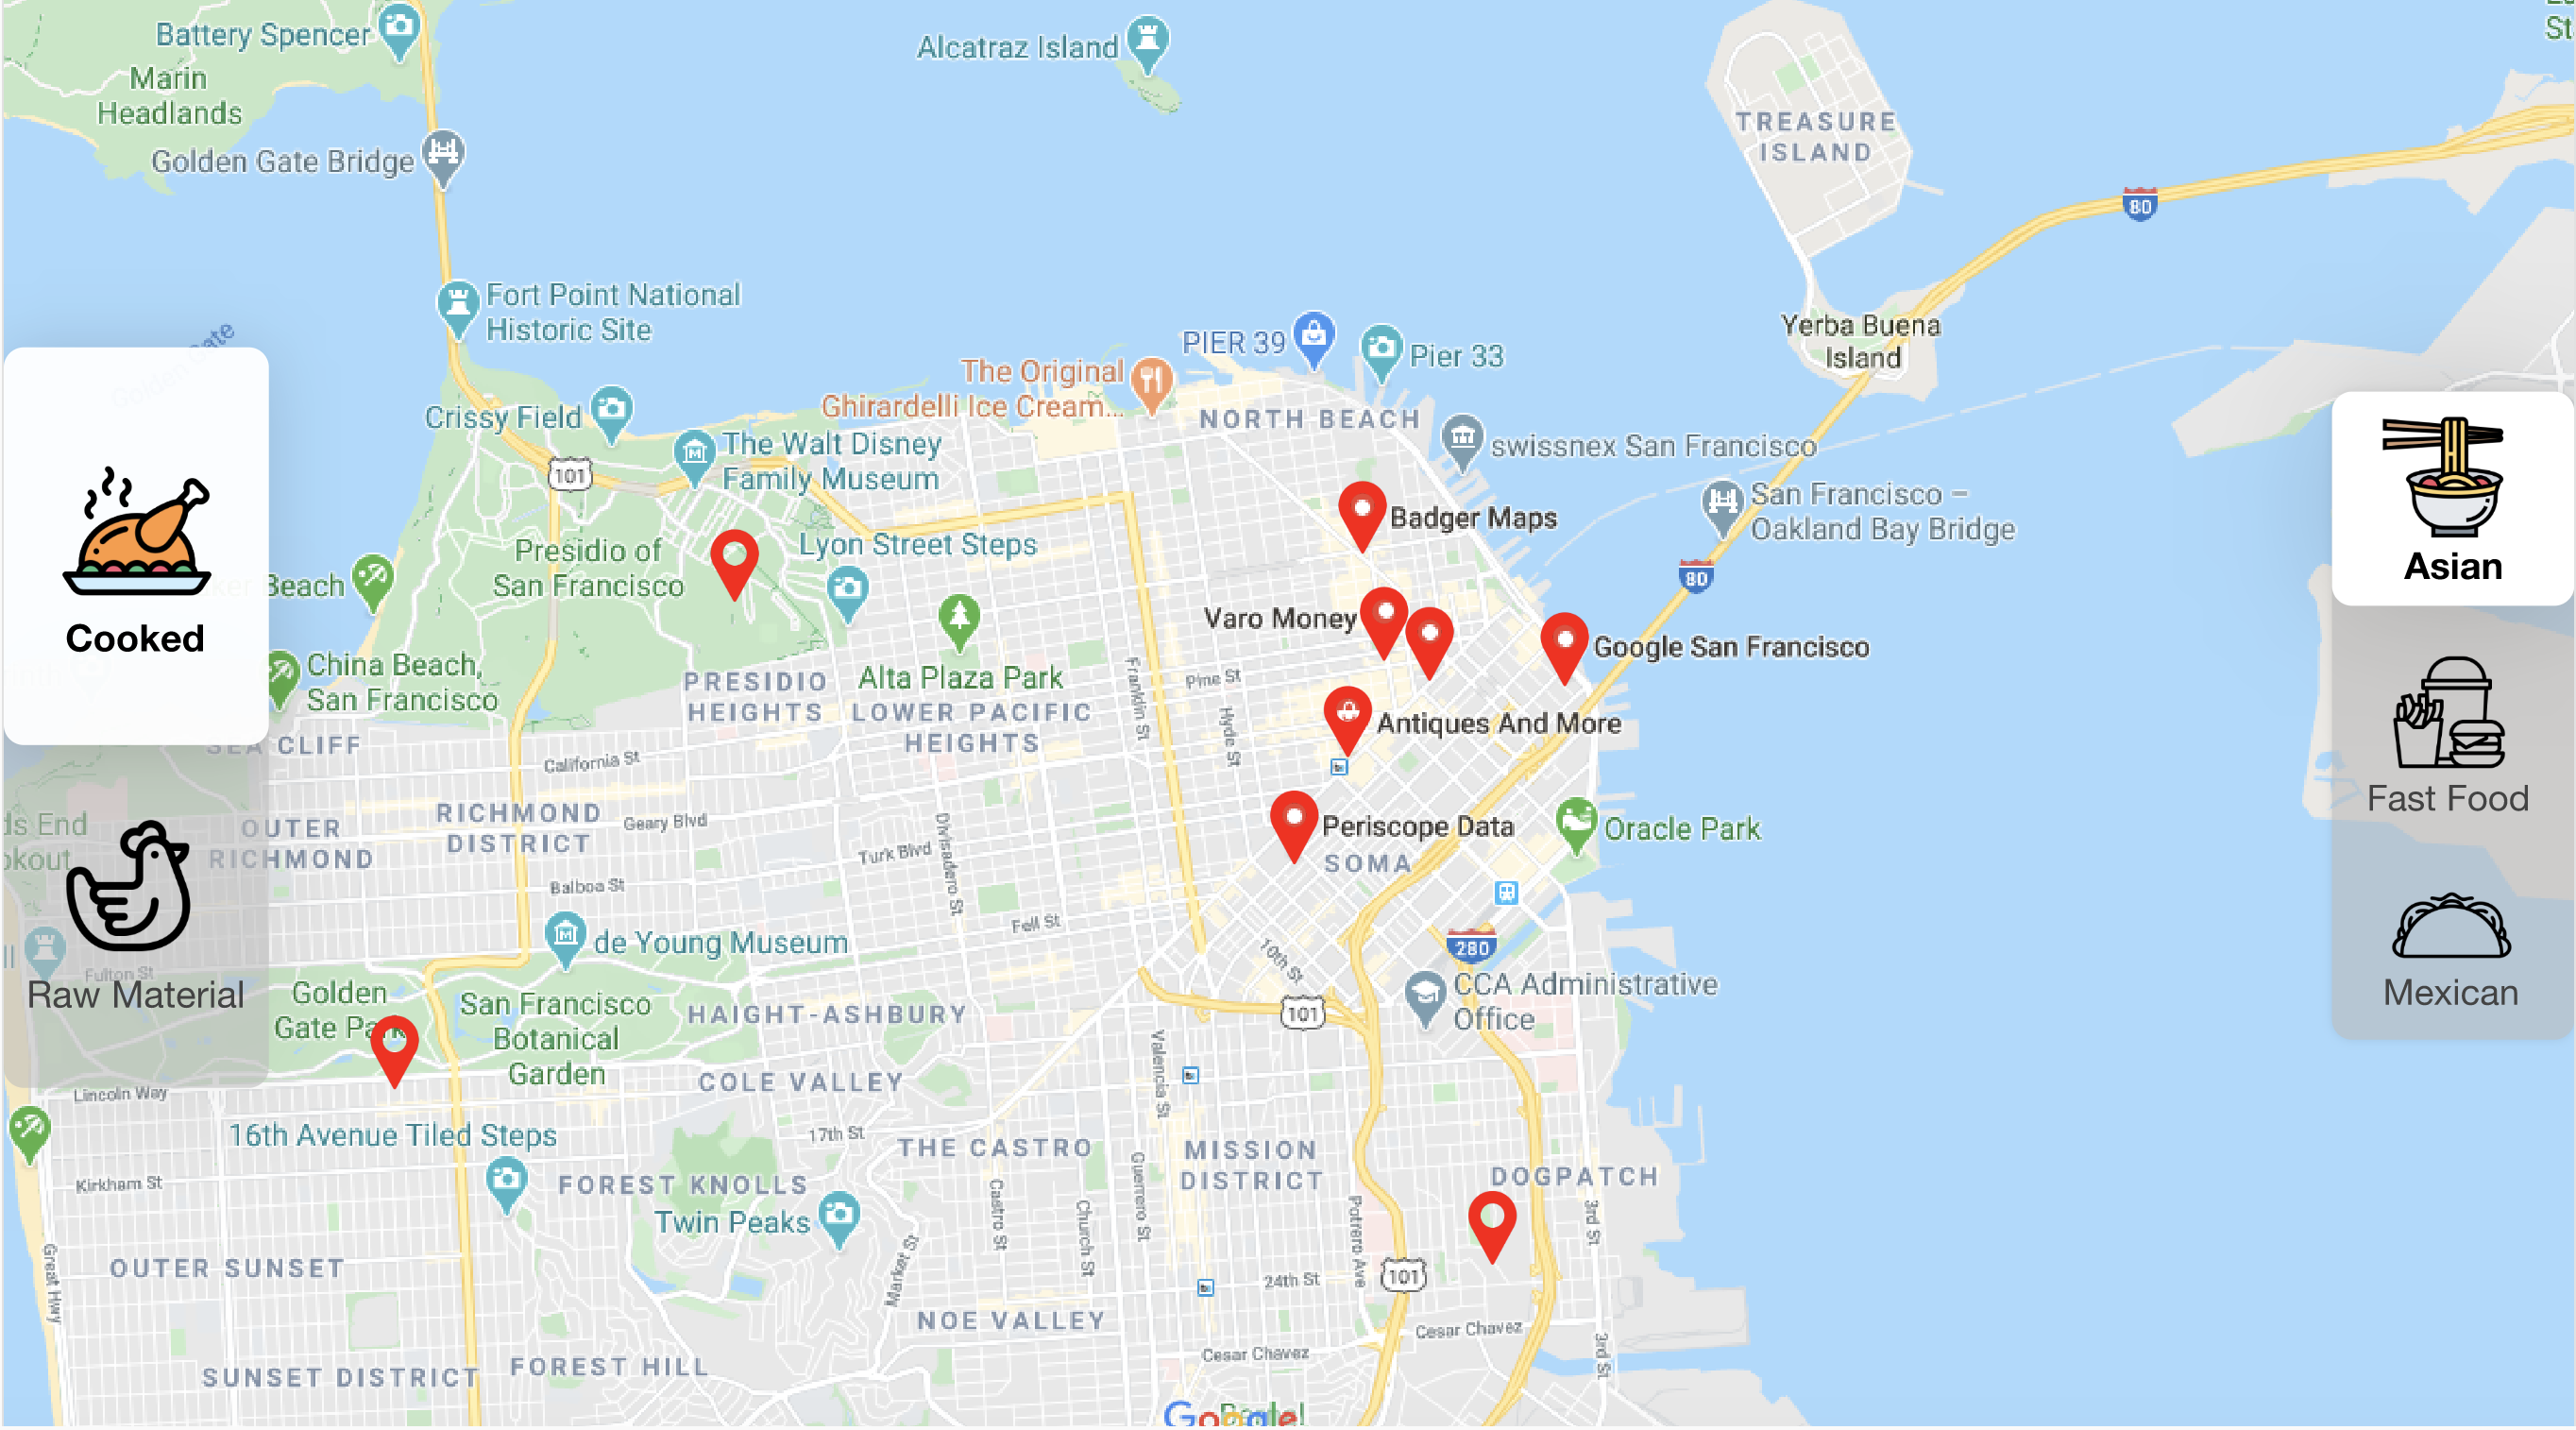 Battery Spencer
Marin
Headlands
Golden Gate Bridge
Alcatraz Island
TREASURE
ISLAND
80
Yerba Buena
Island
Fort Point National
Historic Site
Golden Gate
PIER 39
Pier 33
The Original
Ghirardelli Ice Cream...
NORTH BEACH
Crissy Field
The Walt Disney
Family Museum
101
swissnex San Francisco
San Francisco –
Oakland Bay Bridge
80
Badger Maps
Presidio of
San Francisco
Lyon Street Steps
Beach
Cooked
Asian
Varo Money
Google San Francisco
China Beach,
San Francisco
Alta Plaza Park
PRESIDIO
HEIGHTS
LOWER PACIFIC
HEIGHTS
Franklin St
Pine St
Hyde St
Antiques And More
SEA CLIFF
California St
Fast Food
RICHMOND
DISTRICT
OUTER
RICHMOND
Geary Blvd
Turk Blvd
Divisadero St
Periscope Data
SOMA
Oracle Park
ds End
okout
Balboa St
Fell St
de Young Museum
10th St
280
Fulton St
Raw Material
Mexican
Golden
Gate Park
San Francisco
Botanical
Garden
HAIGHT-ASHBURY
101
CCA Administrative
Office
Lincoln Way
COLE VALLEY
Valencia St
16th Avenue Tiled Steps
17th St
THE CASTRO
MISSION
DISTRICT
DOGPATCH
Kirkham St
FOREST KNOLLS
Twin Peaks
Castro St
Church St
Guerrero St
Potrero Ave
3rd St
Great Hwy
OUTER SUNSET
Market St
24th St
101
NOE VALLEY
Cesar Chavez
Cesar Chavez
3rd St
SUNSET DISTRICT
FOREST HILL
Google